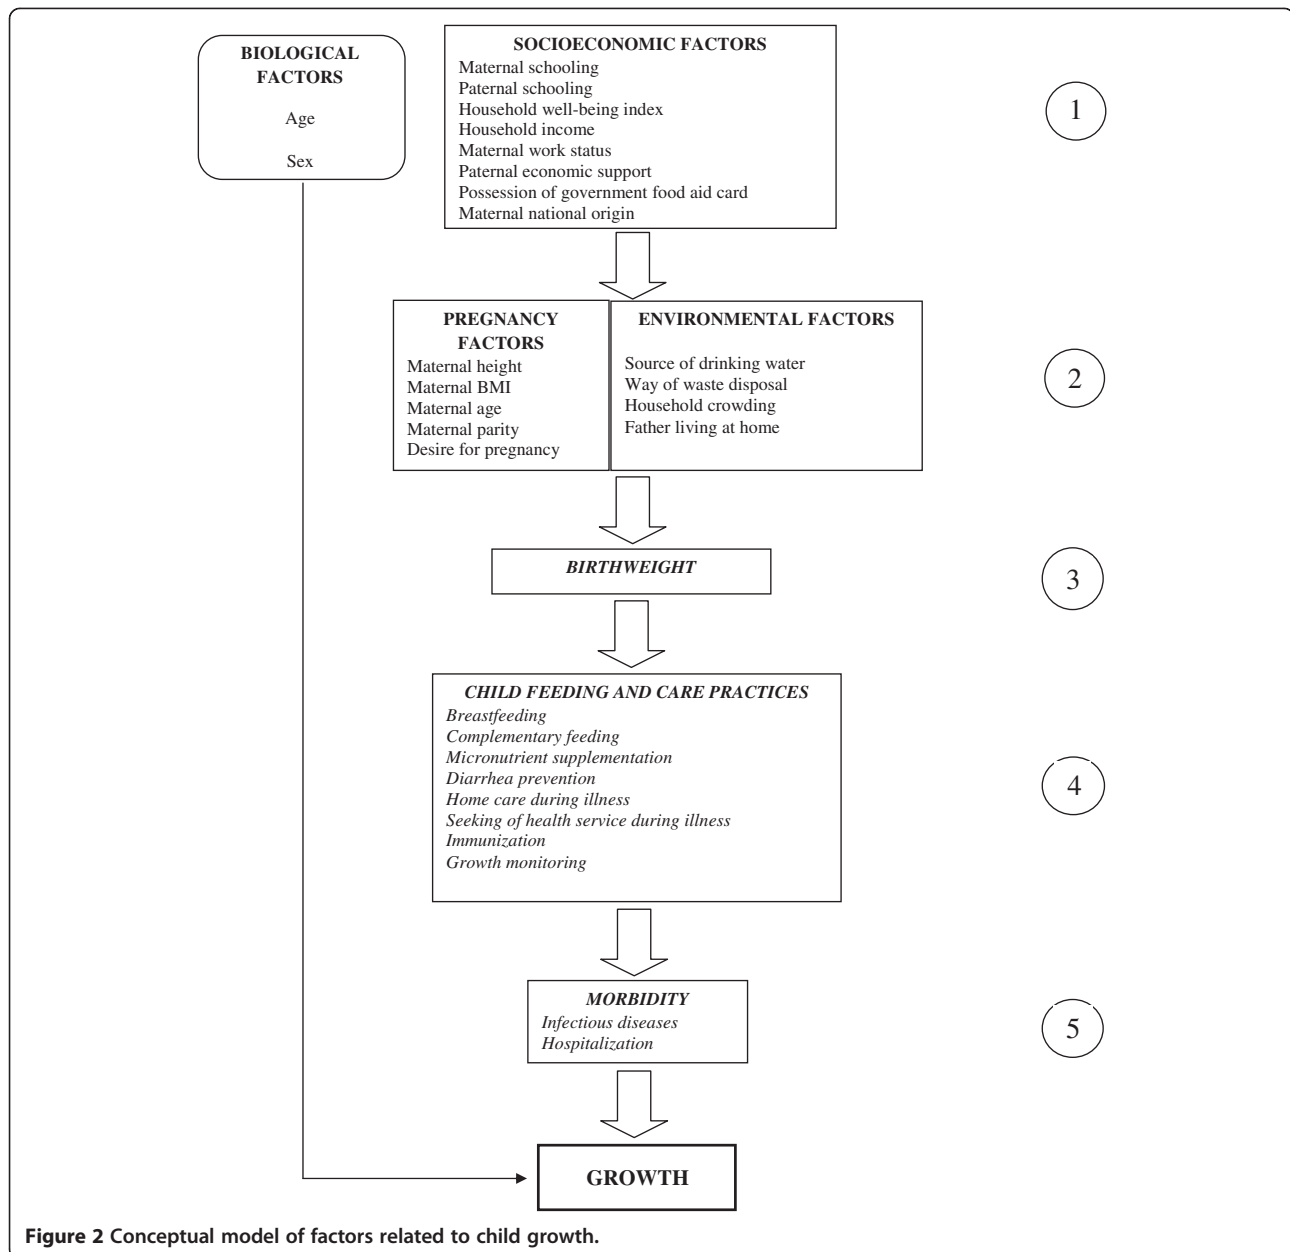 BIOLOGICAL
FACTORS
Age
Sex
SOCIOECONOMIC FACTORS
Maternal schooling
Paternal schooling
Household well-being index
Household income
Maternal work status
Paternal economic support
Possession of government food aid card
Maternal national origin
1
PREGNANCY
FACTORS
Maternal height
Maternal BMI
Maternal age
Maternal parity
Desire for pregnancy
ENVIRONMENTAL FACTORS
Source of drinking water
Way of waste disposal
Household crowding
Father living at home
2
BIRTHWEIGHT
3
CHILD FEEDING AND CARE PRACTICES
Breastfeeding
Complementary feeding
Micronutrient supplementation
Diarrhea prevention
Home care during illness
Seeking of health service during illness
Immunization
Growth monitoring
4
MORBIDITY
Infectious diseases
Hospitalization
5
GROWTH
Figure 2 Conceptual model of factors related to child growth.